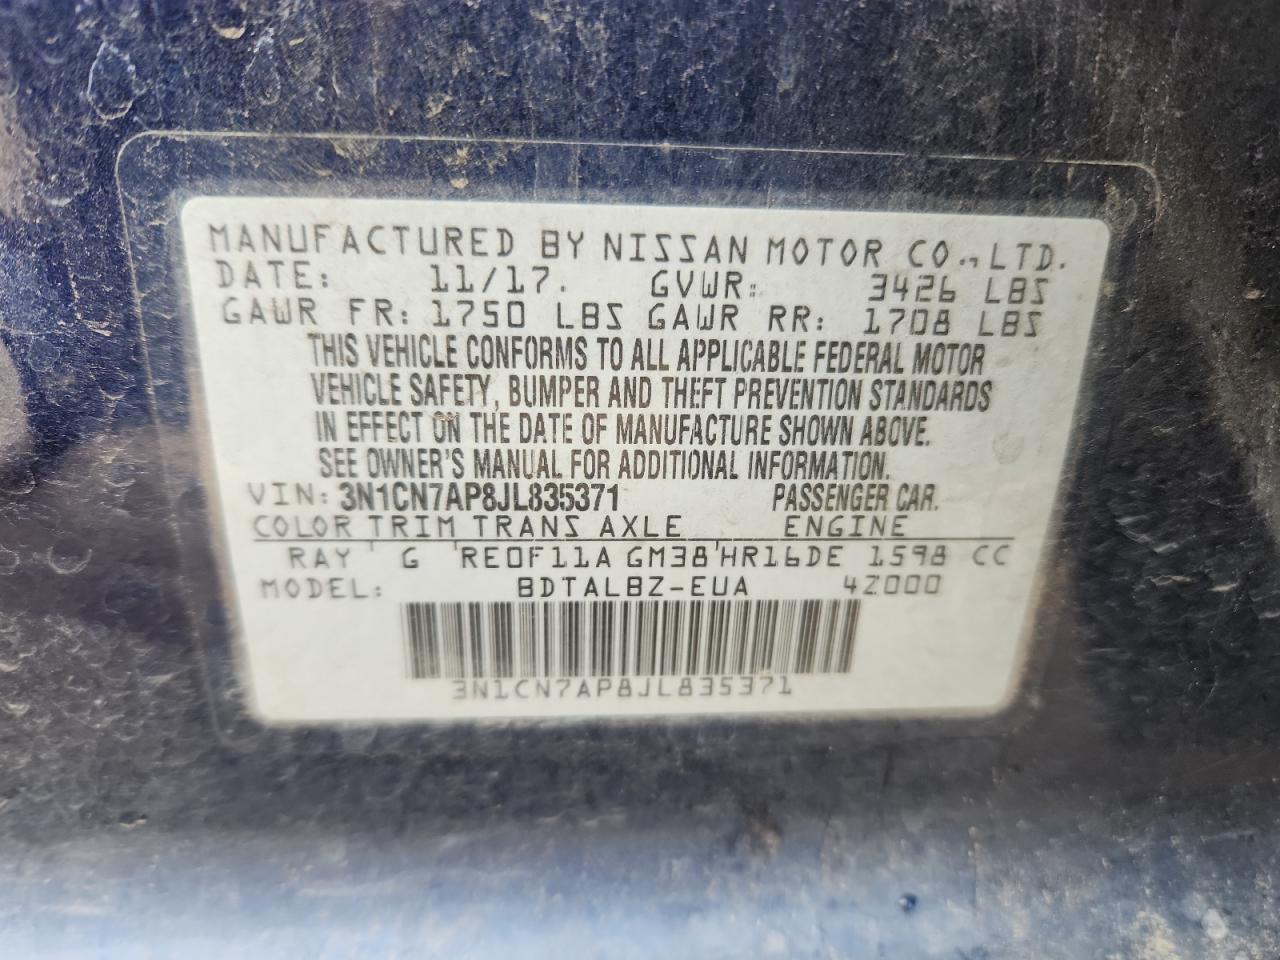 MANUFACTURED BY NISSAN MOTOR CO., LTD.
DATE: 11/17. GVWR: 3426 LBS
GAWR FR: 1750 LBS GAWR RR: 1708 LBS
THIS VEHICLE CONFORMS TO ALL APPLICABLE FEDERAL MOTOR
VEHICLE SAFETY, BUMPER AND THEFT PREVENTION STANDARDS
IN EFFECT ON THE DATE OF MANUFACTURE SHOWN ABOVE.
SEE OWNER'S MANUAL FOR ADDITIONAL INFORMATION.
VIN: 3N1CN7AP8JL835371 PASSENGER CAR.
COLOR TRIM TRANS AXLE ENGINE
RAY G RE0F11A GM38 HR16DE 1598 CC
MODEL: BDTALBZ-EUA 4Z000
3N1CN7AP8JL835371